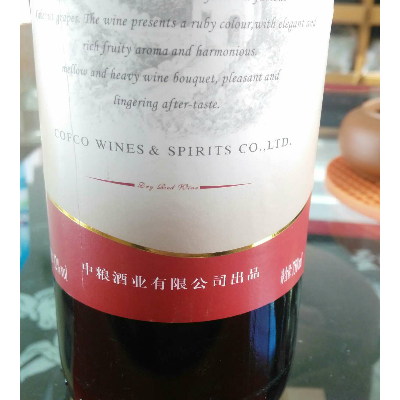 grapes. The wine presents a ruby colour, with elegant and
rich fruity aroma and harmonious,
mellow and heavy wine bouquet, pleasant and
lingering after-taste.
COFCO WINES & SPIRITS CO.,LTD.
Dry Red Wine
中粮酒业有限公司出品